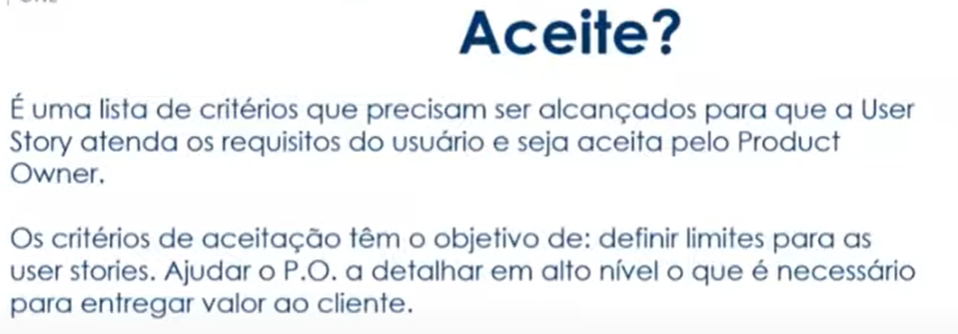 Aceite?
É uma lista de critérios que precisam ser alcançados para que a User
Story atenda os requisitos do usuário e seja aceita pelo Product
Owner.
Os critérios de aceitação têm o objetivo de: definir limites para as
user stories. Ajudar o P.O. a detalhar em alto nível o que é necessário
para entregar valor ao cliente.